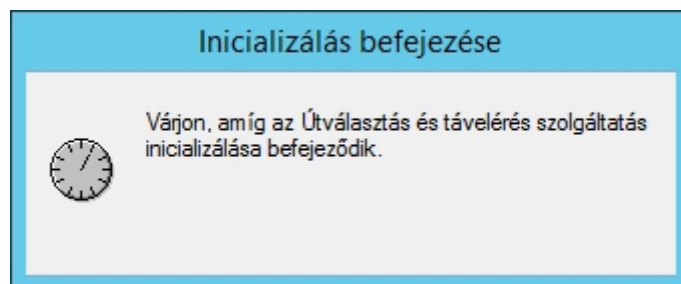 Inicializálás befejezése
Várjon, amíg az Útválasztás és távelérés szolgáltatás
inicializálása befejeződik.